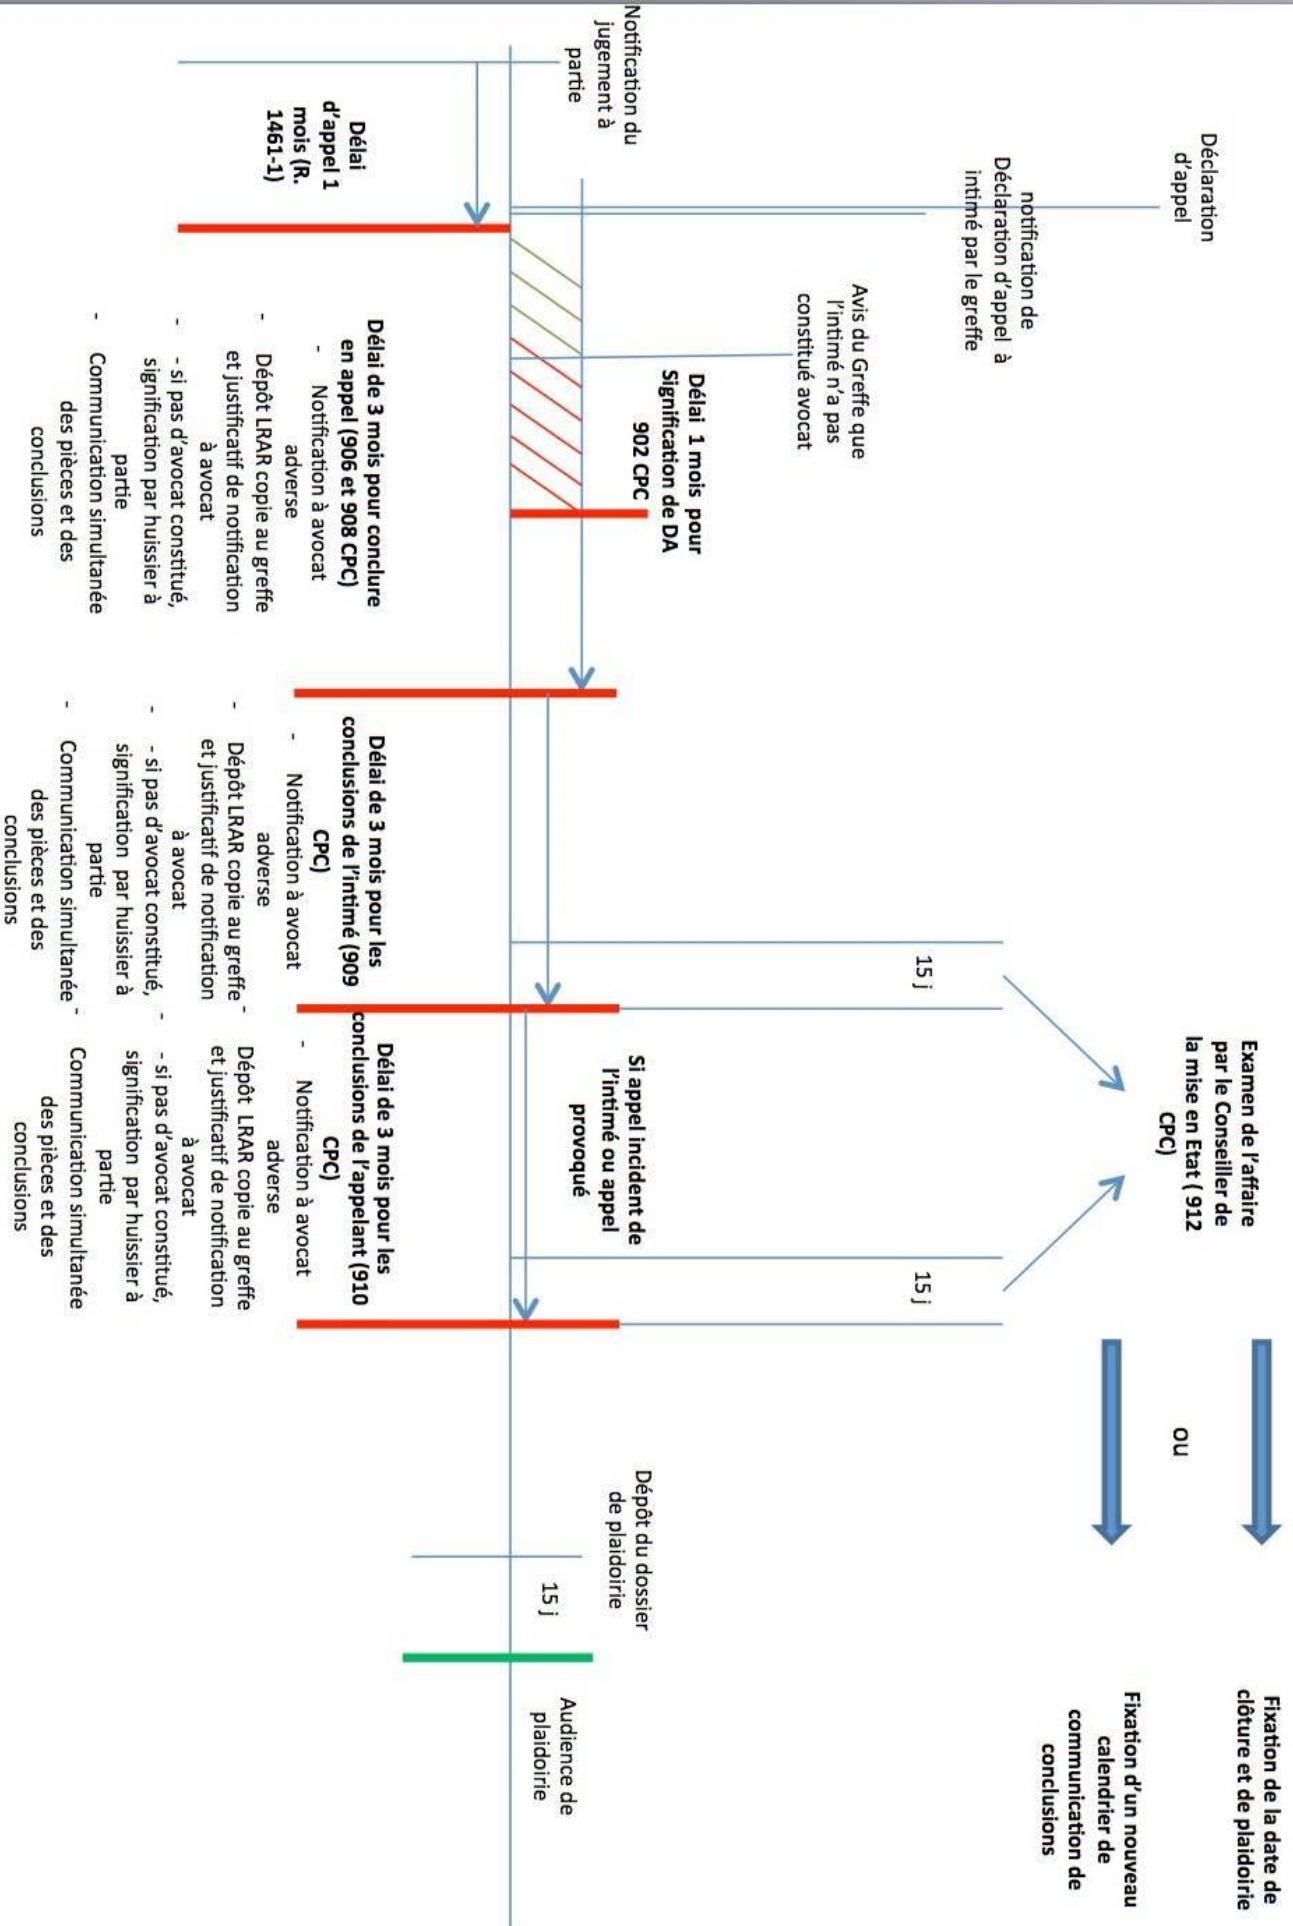 Déclaration
d'appel
notification de
Déclaration d'appel à
intimé par le greffe
Notification du
jugement à
partie
Avis du Greffe que
l'intimé n'a pas
constitué avocat
Délai 1 mois pour
Signification de DA
902 CPC
Délai
d'appel 1
mois (R.
1461-1)
Délai de 3 mois pour conclure
en appel (906 et 908 CPC)
- Notification à avocat
adverse
- Dépôt LRAR copie au greffe
et justificatif de notification
à avocat
- - si pas d'avocat constitué,
signification par huissier à
partie
- Communication simultanée
des pièces et des
conclusions
Délai de 3 mois pour les
conclusions de l'intimé (909
CPC)
- Notification à avocat
adverse
- Dépôt LRAR copie au greffe
et justificatif de notification
à avocat
- - si pas d'avocat constitué,
signification par huissier à
partie
- Communication simultanée
des pièces et des
conclusions
15 j
Examen de l'affaire
par le Conseiller de
la mise en Etat ( 912
CPC)
Si appel incident de
l'intimé ou appel
provoqué
15 j
Délai de 3 mois pour les
conclusions de l'appelant (910
CPC)
- Notification à avocat
adverse
- Dépôt LRAR copie au greffe
et justificatif de notification
à avocat
- - si pas d'avocat constitué,
signification par huissier à
partie
- Communication simultanée
des pièces et des
conclusions
ou
Fixation de la date de
clôture et de plaidoirie
Fixation d'un nouveau
calendrier de
communication de
conclusions
Dépôt du dossier
de plaidoirie
15 j
Audience de
plaidoirie